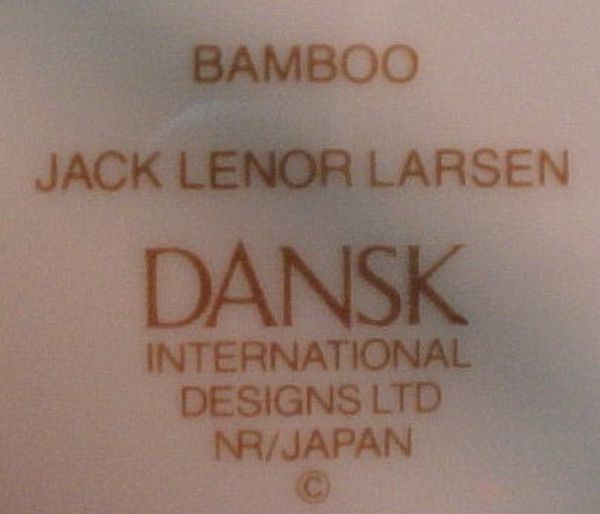 BAMBOO
JACK LENOR LARSEN
DANSK
INTERNATIONAL
DESIGNS LTD
NR/JAPAN
©